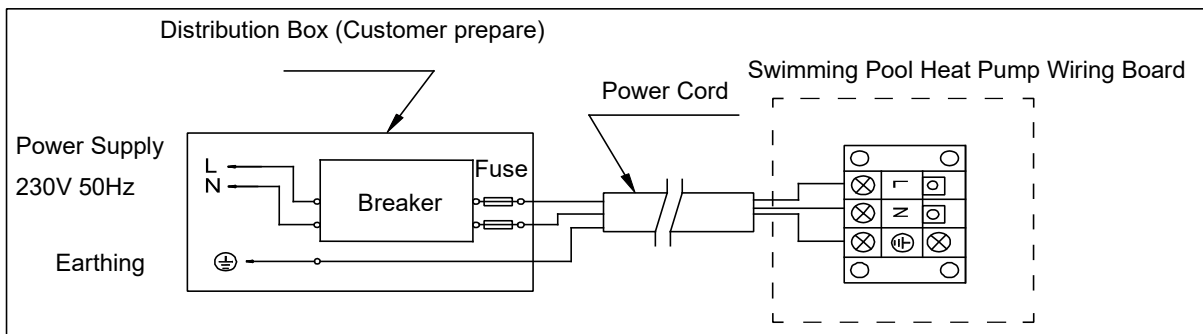 Distribution Box (Customer prepare)
Swimming Pool Heat Pump Wiring Board
Power Cord
Power Supply
230V 50Hz
L
N
Fuse
Breaker
Earthing
L
N